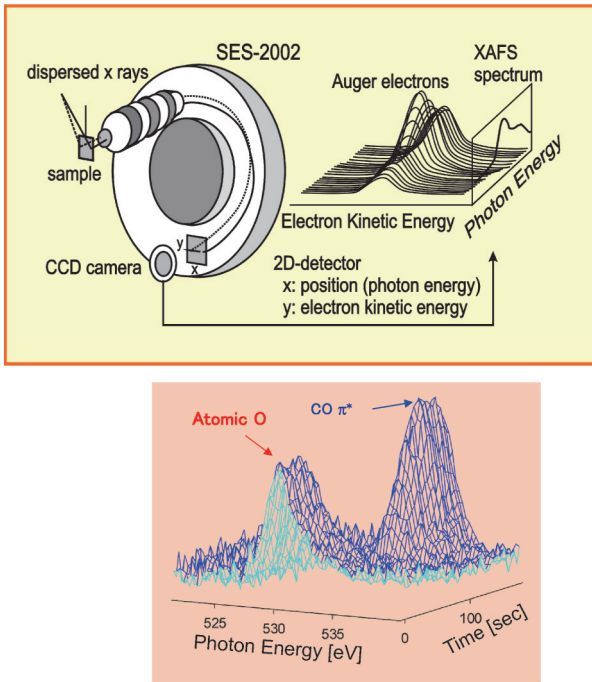 SES-2002
dispersed x rays
sample
CCD camera
y
x
Auger electrons
XAFS
spectrum
Electron Kinetic Energy
Photon Energy
2D-detector
x: position (photon energy)
y: electron kinetic energy
Atomic O
CO π*
525
530
535
0
100
Photon Energy [eV]
Time [sec]